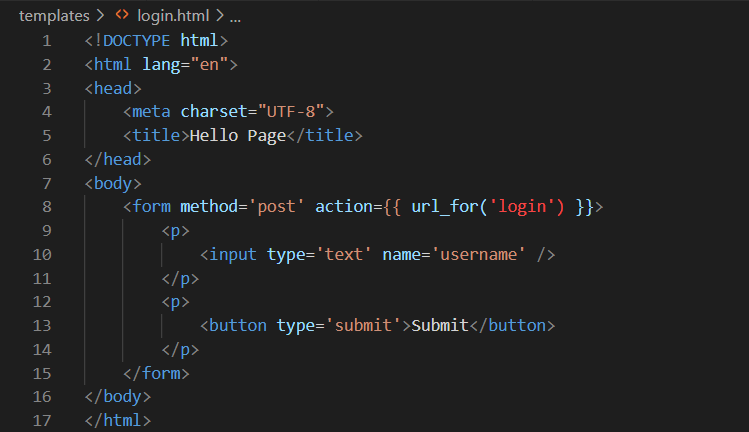 templates > <> login.html > ...
1 <!DOCTYPE html>
2 <html lang="en">
3 <head>
4     <meta charset="UTF-8">
5     <title>Hello Page</title>
6 </head>
7 <body>
8     <form method='post' action={{ url_for('login') }}>
9         <p>
10             <input type='text' name='username' />
11         </p>
12         <p>
13             <button type='submit'>Submit</button>
14         </p>
15     </form>
16 </body>
17 </html>